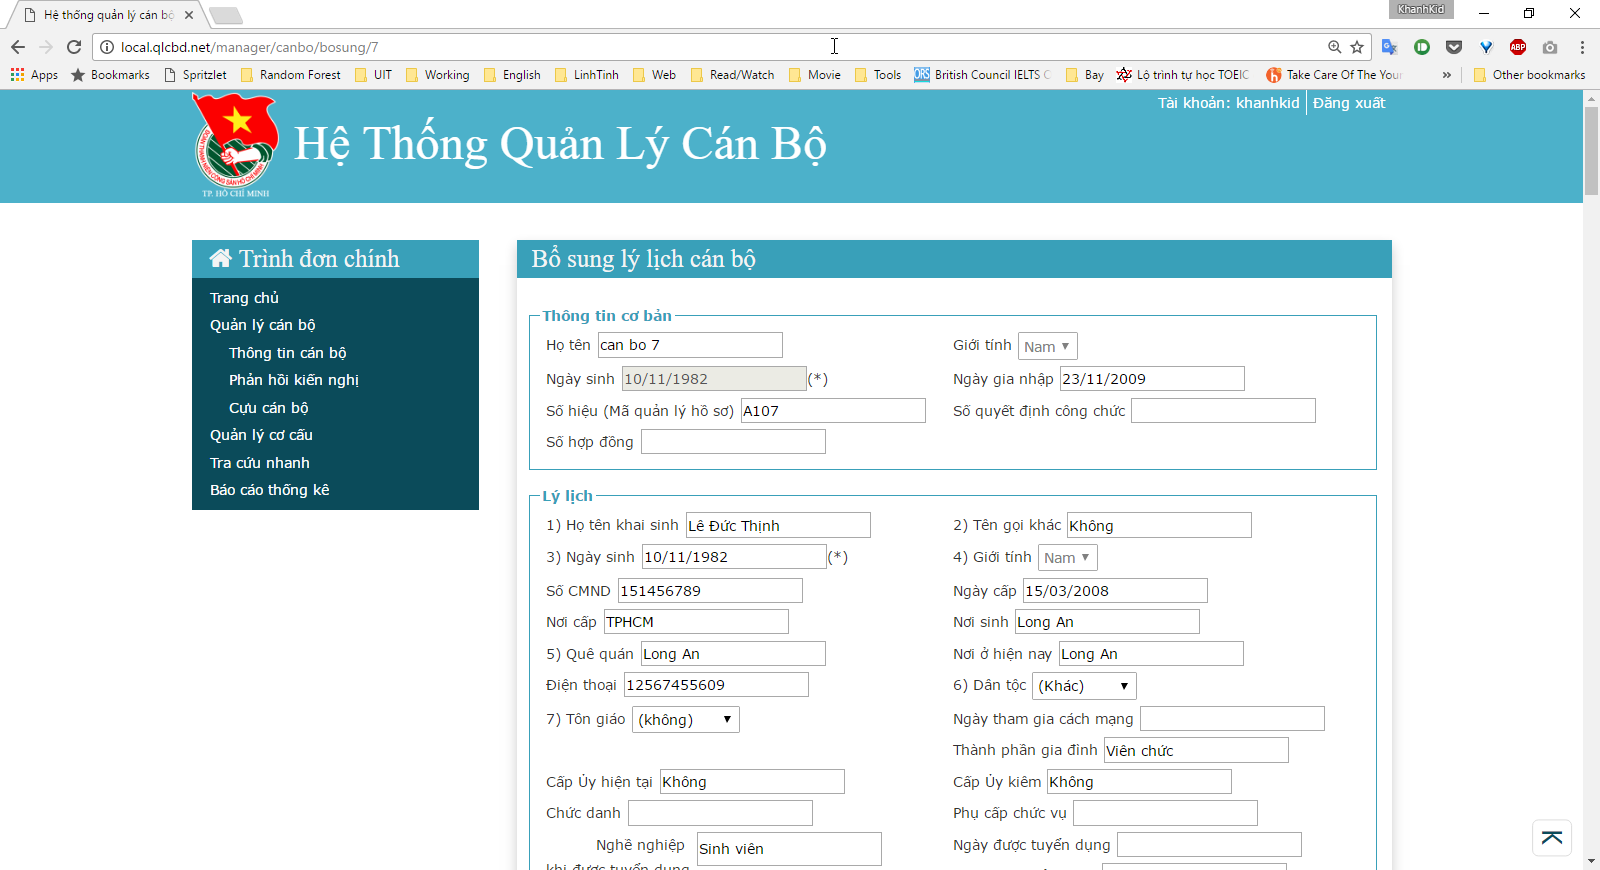 Hệ thống quản lý cán bộ
KhanhKid
local.qlcbd.net/manager/canbo/bosung/7
Apps Bookmarks Spritzlet Random Forest UIT Working English LinhTinh Web Read/Watch Movie Tools British Council IELTS C Bay Lộ trình tự học TOEIC Take Care Of The Your » Other bookmarks
Tài khoản: khanhkid Đăng xuất
Hệ Thống Quản Lý Cán Bộ
TP. HỒ CHÍ MINH
Trình đơn chính
Trang chủ
Quản lý cán bộ
Thông tin cán bộ
Phản hồi kiến nghị
Cựu cán bộ
Quản lý cơ cấu
Tra cứu nhanh
Báo cáo thống kê
Bổ sung lý lịch cán bộ
Thông tin cơ bản
Họ tên can bo 7 Giới tính Nam
Ngày sinh 10/11/1982 (*) Ngày gia nhập 23/11/2009
Số hiệu (Mã quản lý hồ sơ) A107 Số quyết định công chức
Số hợp đồng
Lý lịch
1) Họ tên khai sinh Lê Đức Thịnh 2) Tên gọi khác Không
3) Ngày sinh 10/11/1982 (*) 4) Giới tính Nam
Số CMND 151456789 Ngày cấp 15/03/2008
Nơi cấp TPHCM Nơi sinh Long An
5) Quê quán Long An Nơi ở hiện nay Long An
Điện thoại 12567455609 6) Dân tộc (Khác)
7) Tôn giáo (không) Ngày tham gia cách mạng
Thành phần gia đình Viên chức
Cấp Ủy hiện tại Không Cấp Ủy kiêm Không
Chức danh Phụ cấp chức vụ
Nghề nghiệp Sinh viên Ngày được tuyển dụng
khi được tuyển dụng